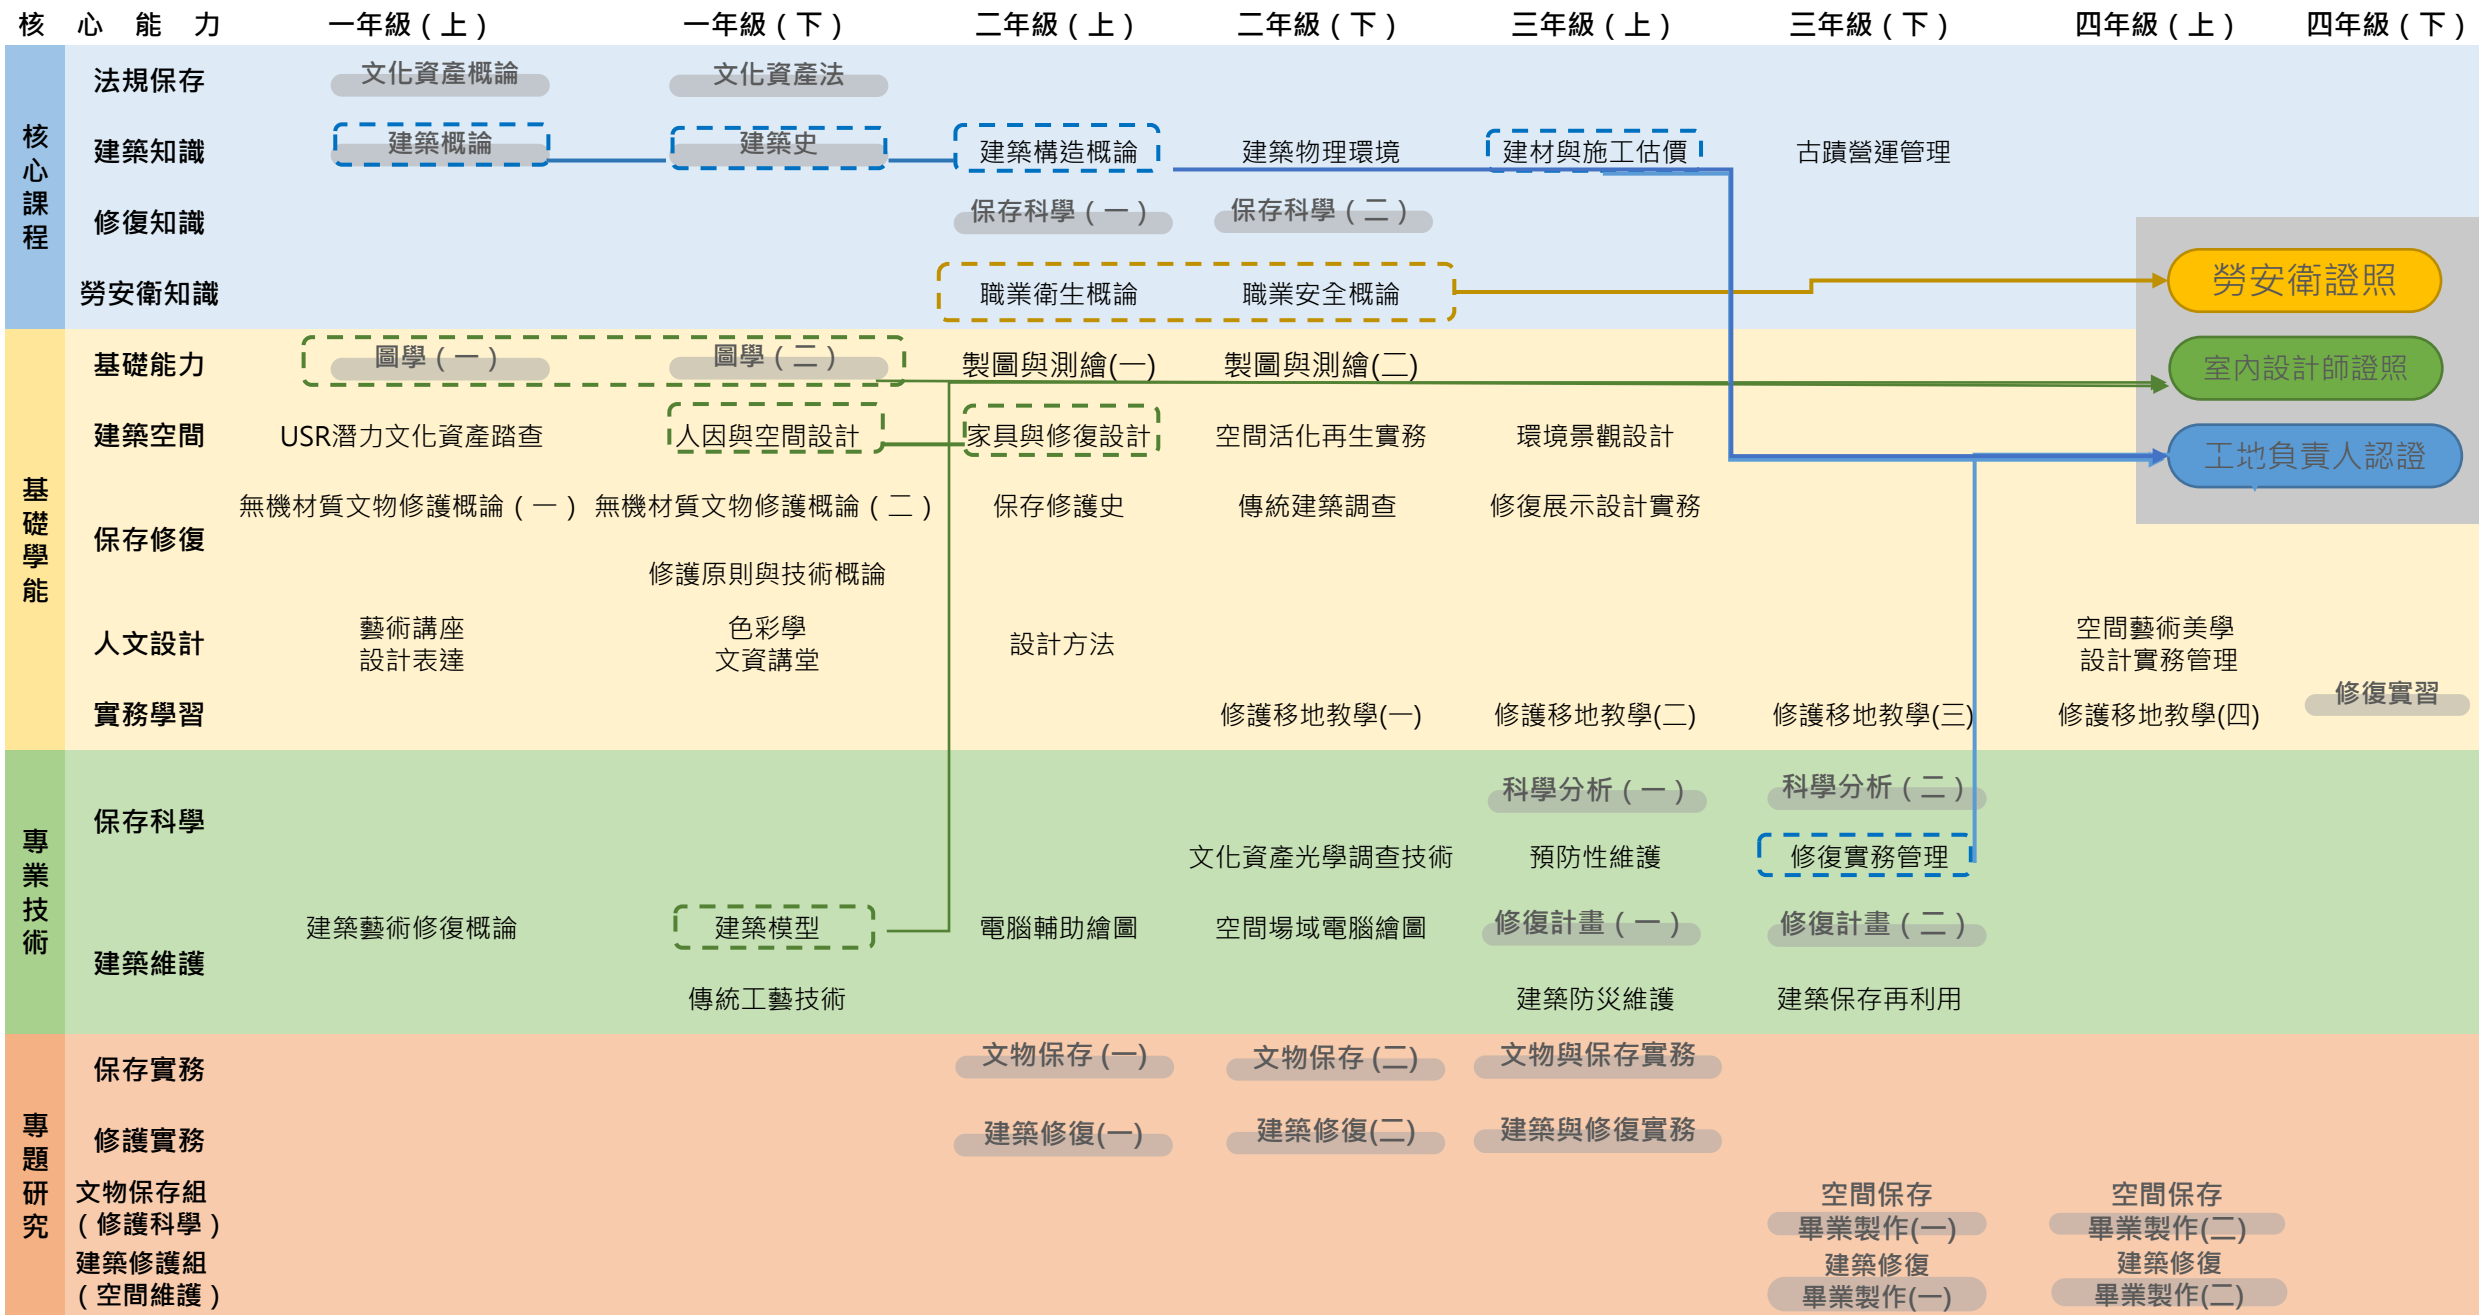 核心能力 一年級(上) 一年級(下) 二年級(上) 二年級(下) 三年級(上) 三年級(下) 四年級(上) 四年級(下)
核心課程
法規保存 文化資產概論 文化資產法
建築知識 建築概論 建築史 建築構造概論 建築物理環境 建材與施工估價 古蹟營運管理
修復知識 保存科學(一) 保存科學(二)
勞安衛知識 職業衛生概論 職業安全概論 勞安衛證照
基礎學能
基礎能力 圖學(一) 圖學(二) 製圖與測繪(一) 製圖與測繪(二) 室內設計師證照
建築空間 USR潛力文化資產踏查 人因與空間設計 家具與修復設計 空間活化再生實務 環境景觀設計 工地負責人認證
保存修復 無機材質文物修護概論(一) 無機材質文物修護概論(二) 保存修護史 傳統建築調查 修復展示設計實務
修護原則與技術概論
人文設計 藝術講座 色彩學 設計方法 空間藝術美學
設計表達 文資講堂 設計實務管理
實務學習 修護移地教學(一) 修護移地教學(二) 修護移地教學(三) 修護移地教學(四) 修復實習
專業技術
保存科學 科學分析(一) 科學分析(二)
文化資產光學調查技術 預防性維護 修復實務管理
建築維護 建築藝術修復概論 建築模型 電腦輔助繪圖 空間場域電腦繪圖 修復計畫(一) 修復計畫(二)
傳統工藝技術 建築防災維護 建築保存再利用
專題研究
保存實務 文物保存(一) 文物保存(二) 文物與保存實務
修護實務 建築修復(一) 建築修復(二) 建築與修復實務
文物保存組 空間保存 空間保存
(修護科學) 畢業製作(一) 畢業製作(二)
建築修護組 建築修復 建築修復
(空間維護) 畢業製作(一) 畢業製作(二)